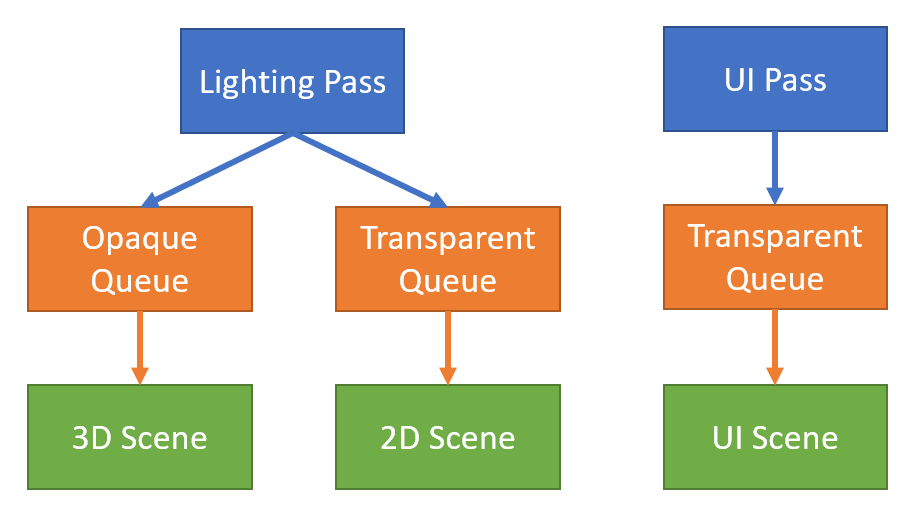 Lighting Pass
UI Pass
Opaque
Queue
Transparent
Queue
Transparent
Queue
3D Scene
2D Scene
UI Scene